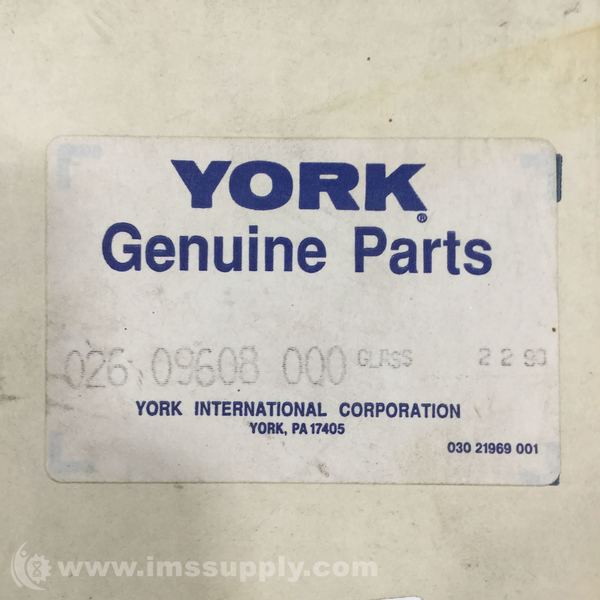 YORK®
Genuine Parts
026 09608 000 GLASS 2 2 90
YORK INTERNATIONAL CORPORATION
YORK, PA 17405
030 21969 001
www.imssupply.com